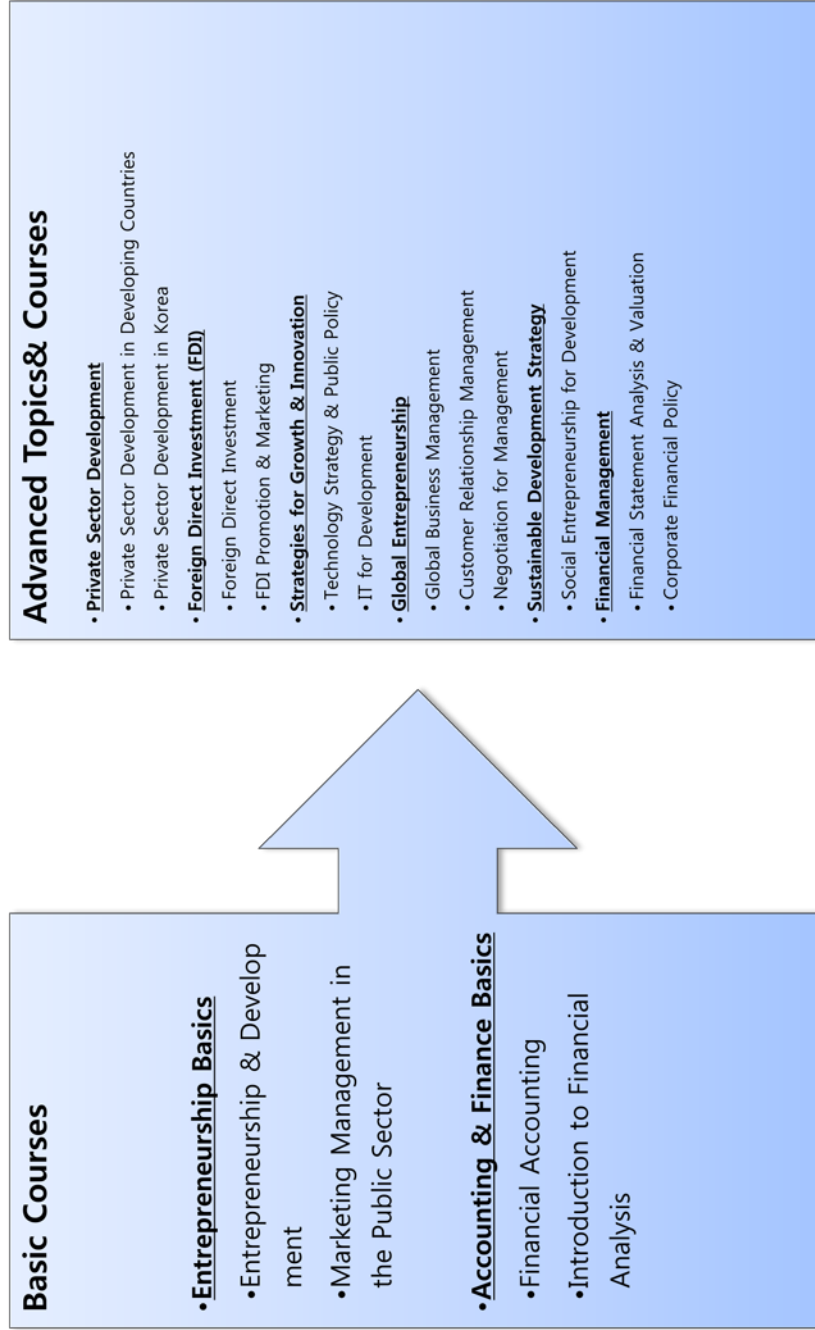 Basic Courses
•Entrepreneurship Basics
•Entrepreneurship & Develop
ment
•Marketing Management in
the Public Sector
•Accounting & Finance Basics
•Financial Accounting
•Introduction to Financial
Analysis
Advanced Topics& Courses
• Private Sector Development
• Private Sector Development in Developing Countries
• Private Sector Development in Korea
• Foreign Direct Investment (FDI)
• Foreign Direct Investment
• FDI Promotion & Marketing
• Strategies for Growth & Innovation
• Technology Strategy & Public Policy
• IT for Development
• Global Entrepreneurship
• Global Business Management
• Customer Relationship Management
• Negotiation for Management
• Sustainable Development Strategy
• Social Entrepreneurship for Development
• Financial Management
• Financial Statement Analysis & Valuation
• Corporate Financial Policy